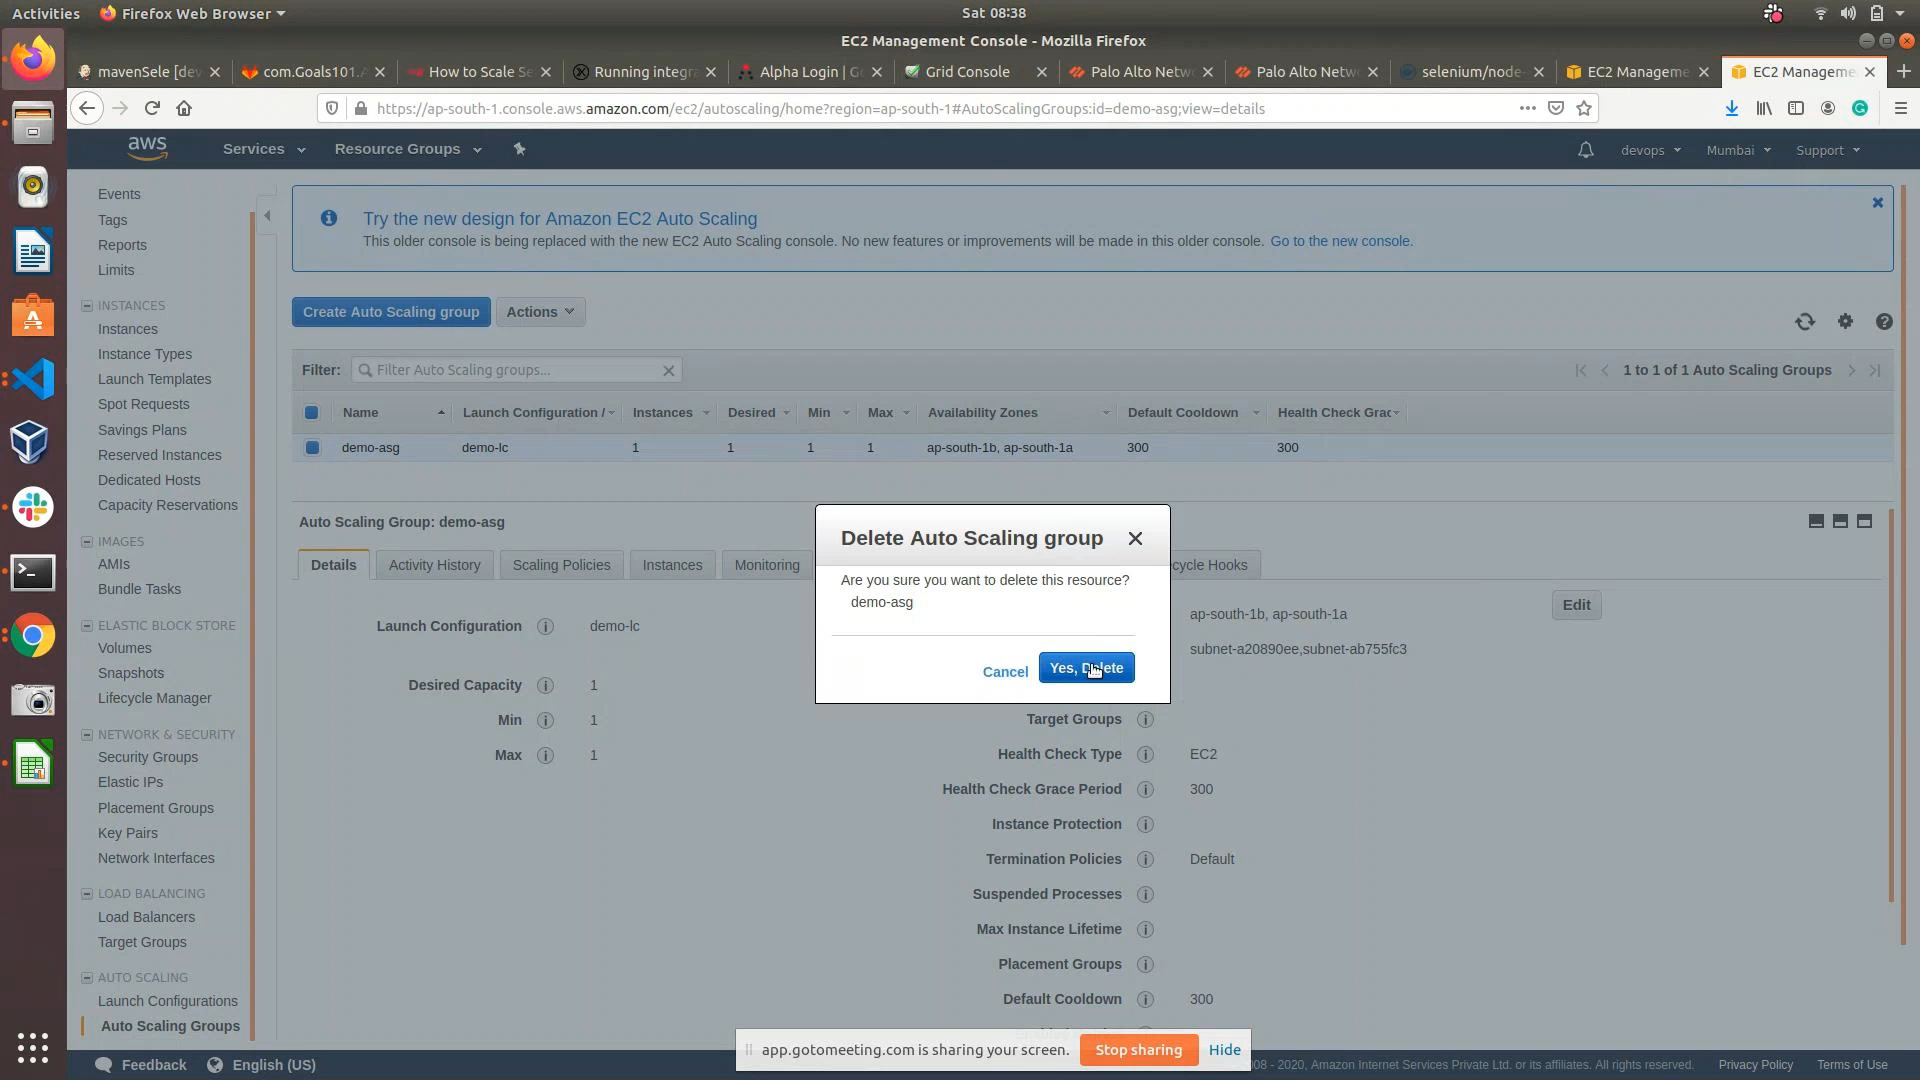 Activities
Firefox Web Browser
Sat 08:38
EC2 Management Console - Mozilla Firefox
mavenSele [dev
com.Goals101.A
How to Scale Se
Running integra
Alpha Login | Go
Grid Console
Palo Alto Netw
Palo Alto Netw
selenium/node-
EC2 Manageme
EC2 Manageme
https://ap-south-1.console.aws.amazon.com/ec2/autoscaling/home?region=ap-south-1#AutoScalingGroups:id=demo-asg;view=details
aws
Services
Resource Groups
devops
Mumbai
Support
Events
Tags
Reports
Limits
INSTANCES
Instances
Instance Types
Launch Templates
Spot Requests
Savings Plans
Reserved Instances
Dedicated Hosts
Capacity Reservations
IMAGES
AMIs
Bundle Tasks
ELASTIC BLOCK STORE
Volumes
Snapshots
Lifecycle Manager
NETWORK & SECURITY
Security Groups
Elastic IPs
Placement Groups
Key Pairs
Network Interfaces
LOAD BALANCING
Load Balancers
Target Groups
AUTO SCALING
Launch Configurations
Auto Scaling Groups
Try the new design for Amazon EC2 Auto Scaling
This older console is being replaced with the new EC2 Auto Scaling console. No new features or improvements will be made in this older console. Go to the new console.
Create Auto Scaling group
Actions
Filter:
Filter Auto Scaling groups...
1 to 1 of 1 Auto Scaling Groups
Name
Launch Configuration /
Instances
Desired
Min
Max
Availability Zones
Default Cooldown
Health Check Grac
demo-asg
demo-lc
1
1
1
1
ap-south-1b, ap-south-1a
300
300
Auto Scaling Group: demo-asg
Details
Activity History
Scaling Policies
Instances
Monitoring
ecycle Hooks
Launch Configuration
demo-lc
Desired Capacity
1
Min
1
Max
1
Delete Auto Scaling group
Are you sure you want to delete this resource?
demo-asg
Cancel
Yes, Delete
ap-south-1b, ap-south-1a
Edit
subnet-a20890ee,subnet-ab755fc3
Target Groups
Health Check Type
EC2
Health Check Grace Period
300
Instance Protection
Termination Policies
Default
Suspended Processes
Max Instance Lifetime
Placement Groups
Default Cooldown
300
app.gotomeeting.com is sharing your screen.
Stop sharing
Hide
Feedback
English (US)
008 - 2020, Amazon Internet Services Private Ltd. or its affiliates. All rights reserved.
Privacy Policy
Terms of Use